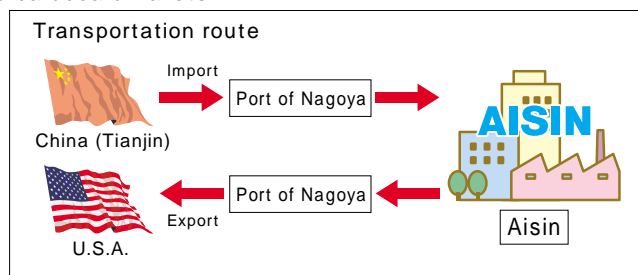 Transportation route
Import
Port of Nagoya
China (Tianjin)
AISIN
Port of Nagoya
Export
U.S.A.
Aisin